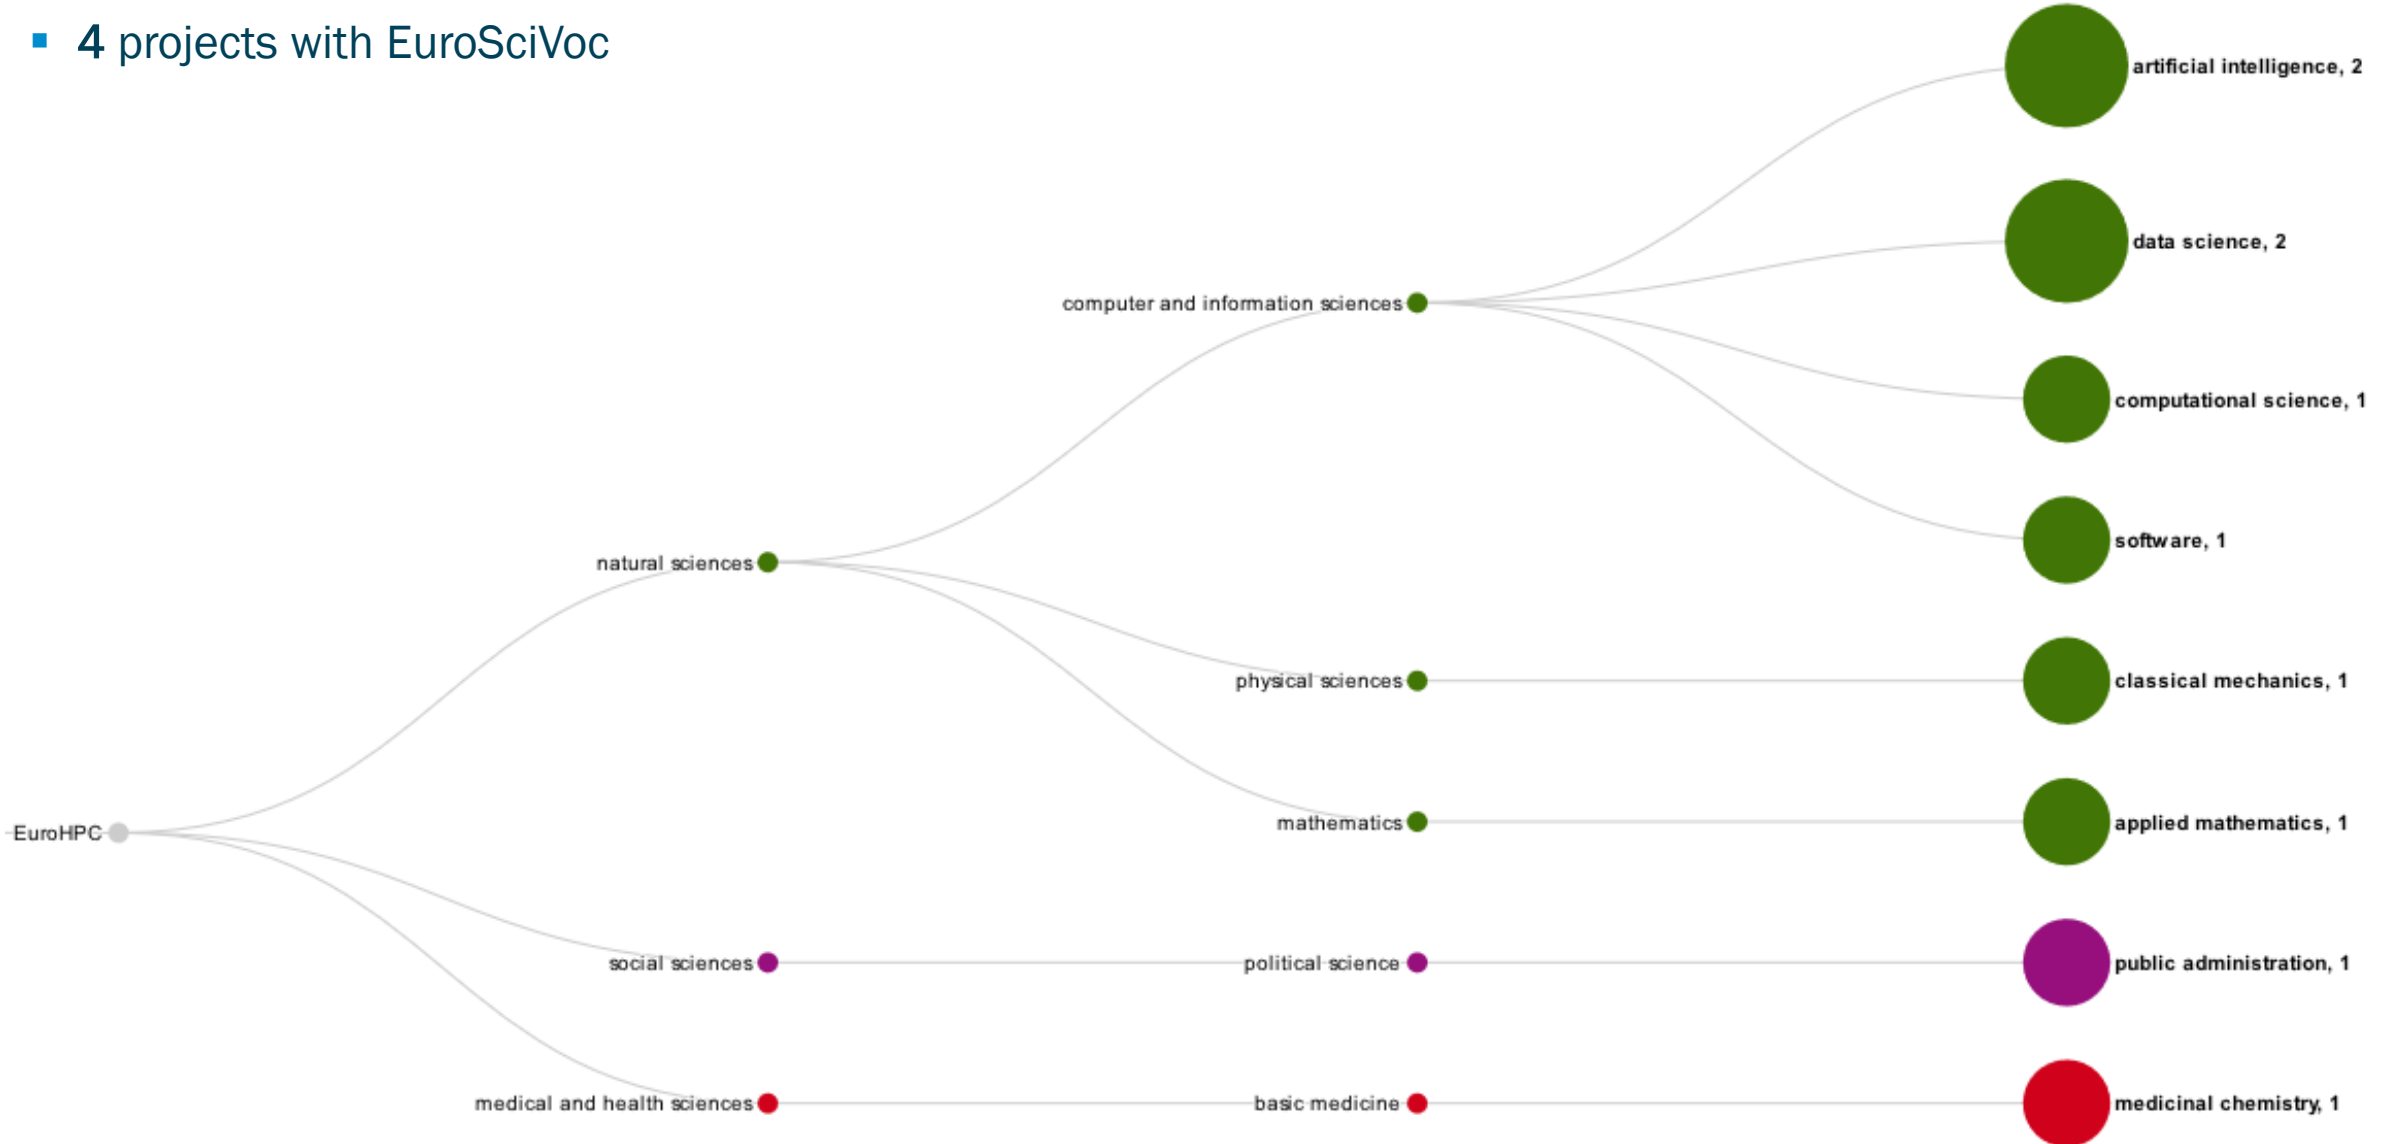 ▪ 4 projects with EuroSciVoc
artificial intelligence, 2
data science, 2
computer and information sciences
computational science, 1
software, 1
natural sciences
physical sciences
classical mechanics, 1
mathematics
applied mathematics, 1
EuroHPC
social sciences
political science
public administration, 1
medical and health sciences
basic medicine
medicinal chemistry, 1